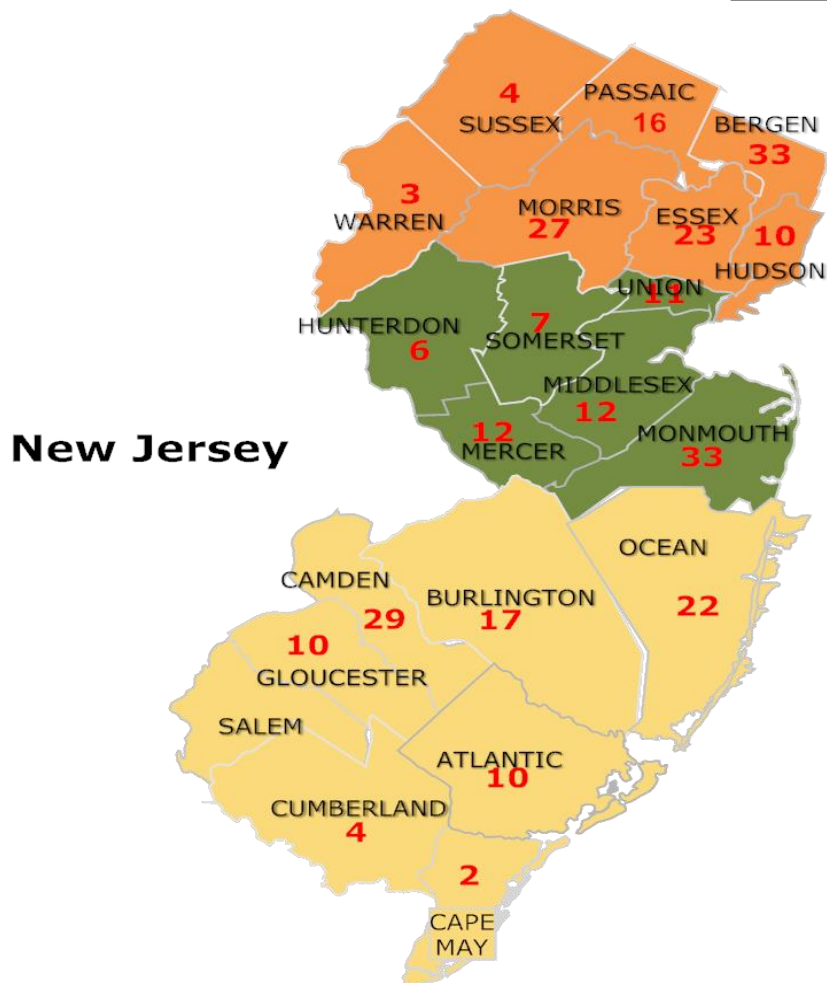 4
SUSSEX
PASSAIC
16
BERGEN
33
3
WARREN
MORRIS
27
ESSEX
23
10
HUDSON
UNION
11
HUNTERDON
6
7
SOMERSET
MIDDLESEX
12
12
MERCER
MONMOUTH
33
New Jersey
OCEAN
22
CAMDEN
29
BURLINGTON
17
10
GLOUCESTER
SALEM
ATLANTIC
10
CUMBERLAND
4
2
CAPE
MAY